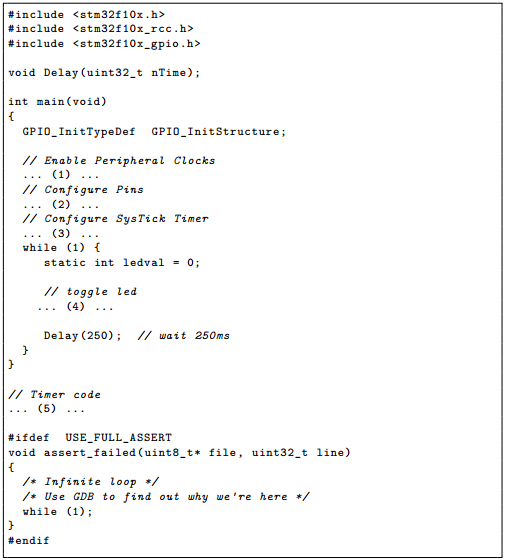 #include <stm32f10x.h>
#include <stm32f10x_rcc.h>
#include <stm32f10x_gpio.h>

void Delay(uint32_t nTime);

int main(void)
{
  GPIO_InitTypeDef  GPIO_InitStructure;

  // Enable Peripheral Clocks
  ... (1) ...
  // Configure Pins
  ... (2) ...
  // Configure SysTick Timer
  ... (3) ...
  while (1) {
     static int ledval = 0;

     // toggle led
    ... (4) ...

     Delay(250);  // wait 250ms
  }
}

// Timer code
... (5) ...

#ifdef  USE_FULL_ASSERT
void assert_failed(uint8_t* file, uint32_t line)
{
  /* Infinite loop */
  /* Use GDB to find out why we're here */
  while (1);
}
#endif